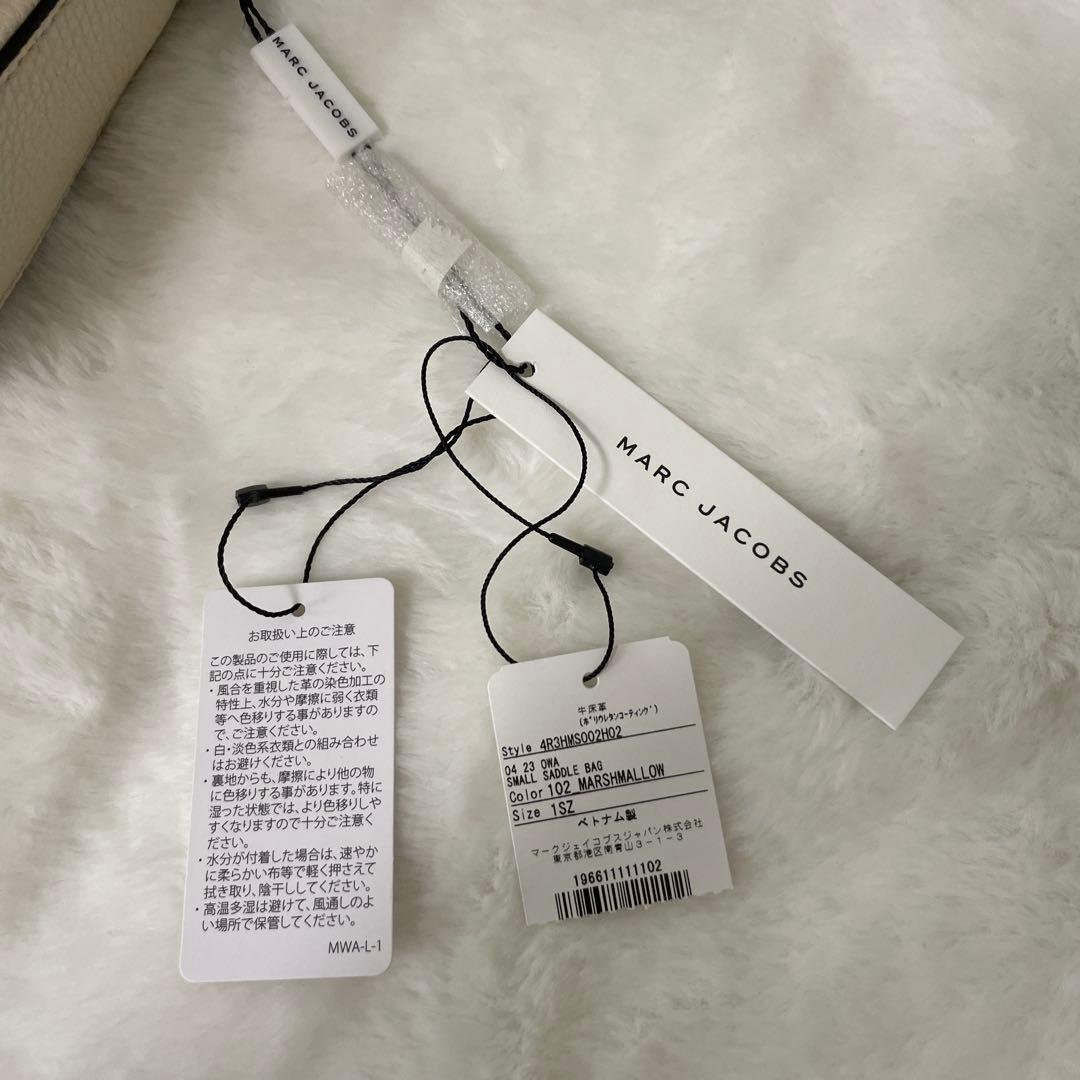 MARC JACOBS
MARC JACOBS
お取扱い上のご注意
この製品のご使用に際しては、下
記の点に十分ご注意ください。
・風合を重視した革の染色加工の
特性上、水分や摩擦に弱く衣類
等へ色移りする事がありますの
で、ご注意ください。
・白・淡色系衣類との組み合わせ
はお避けください。
・裏地からも、摩擦により他の物
に色移りする事があります。特に
湿った状態では、より色移りしや
すくなりますので十分ご注意く
ださい。
・水分が付着した場合は、速やか
に柔らかい布等で軽く押さえて
拭き取り、陰干ししてください。
・高温多湿は避けて、風通しのよ
い場所で保管してください。
MWA-L-1
牛床革
(ポリウレタンコーティング)
Style 4R3HMS002H02
04 23 OWA
SMALL SADDLE BAG
Color 102 MARSHMALLOW
Size 1SZ
ベトナム製
マークジェイコブスジャパン株式会社
東京都港区南青山3-1-3
196611111102